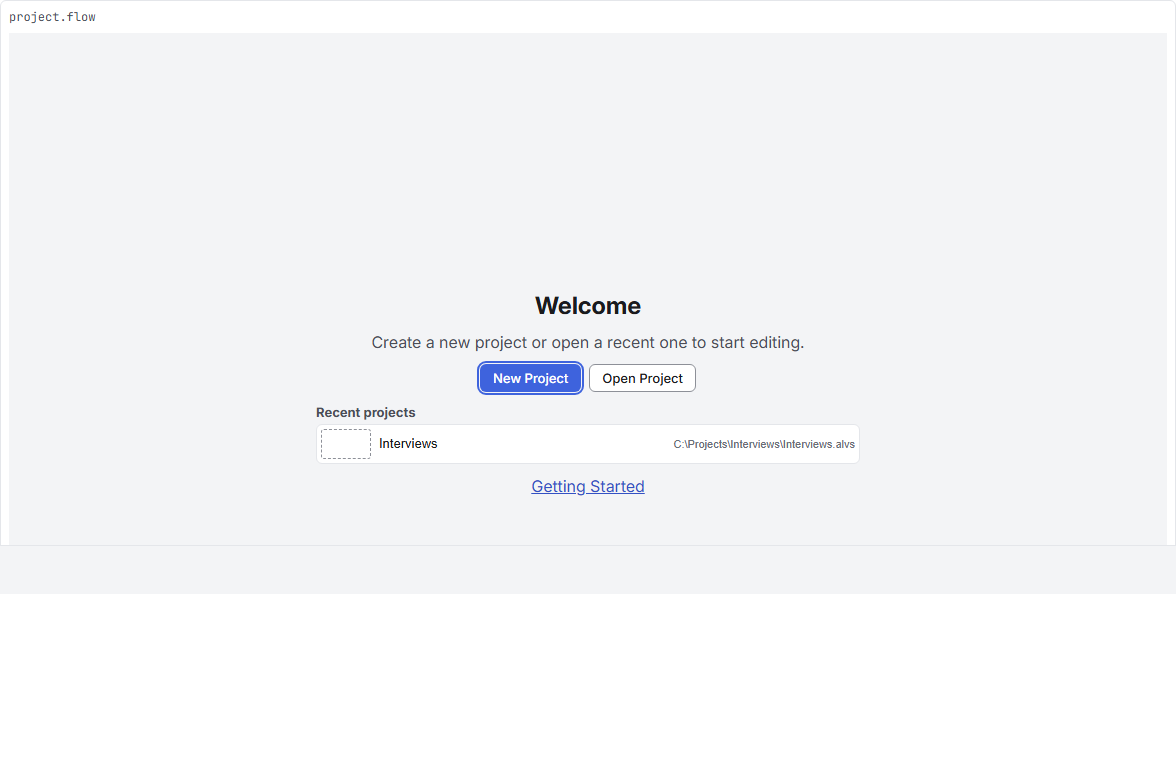 project.flow
Welcome
Create a new project or open a recent one to start editing.
New Project Open Project
Recent projects
Interviews C:\Projects\Interviews\Interviews.alvs
Getting Started